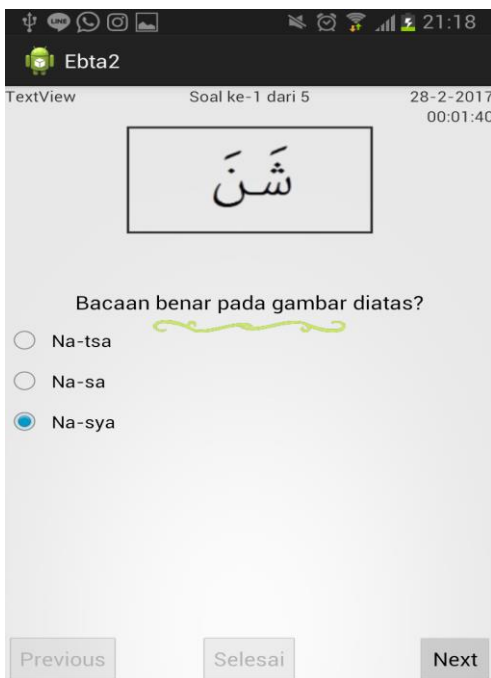 21:18
Ebta2
TextView Soal ke-1 dari 5 28-2-2017
00:01:40
شَنَ
Bacaan benar pada gambar diatas?
Na-tsa
Na-sa
Na-sya
Previous Selesai Next